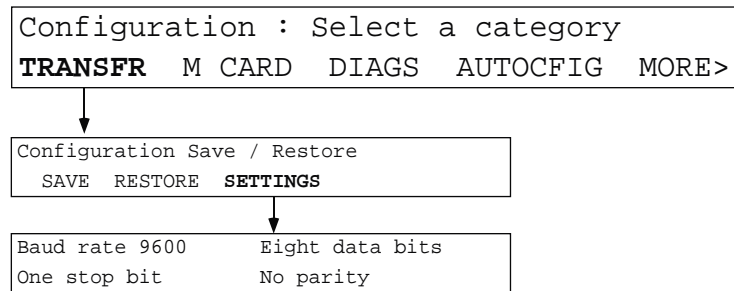 Configuration : Select a category
TRANSFR M CARD DIAGS AUTOCFIG MORE>
Configuration Save / Restore
SAVE RESTORE SETTINGS
Baud rate 9600 Eight data bits
One stop bit No parity